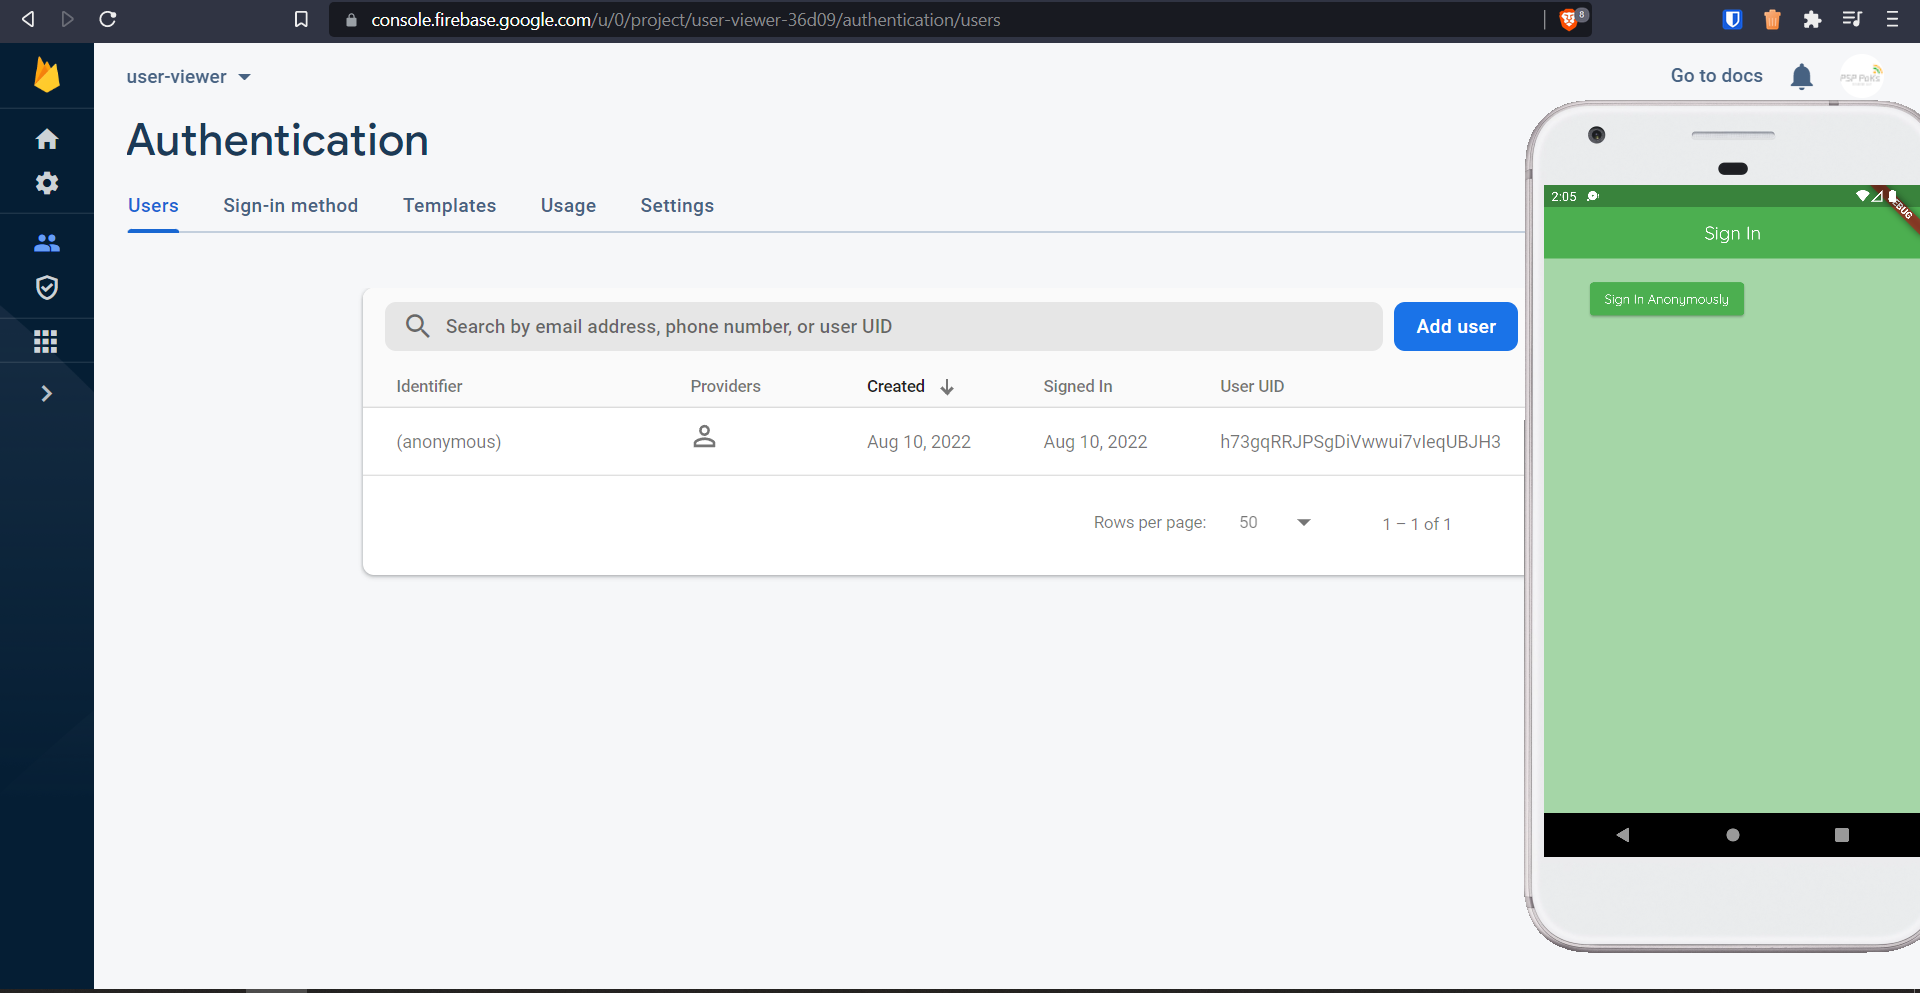 console.firebase.google.com/u/0/project/user-viewer-36d09/authentication/users
8
user-viewer
Go to docs
PSP PaKs
Authentication
Users Sign-in method Templates Usage Settings
Search by email address, phone number, or user UID
Add user
Identifier Providers Created Signed In User UID
(anonymous) Aug 10, 2022 Aug 10, 2022 h73gqRRJPSgDiVwwui7vleqUBJH3
Rows per page: 50 1 – 1 of 1
2:05
Sign In
Sign In Anonymously